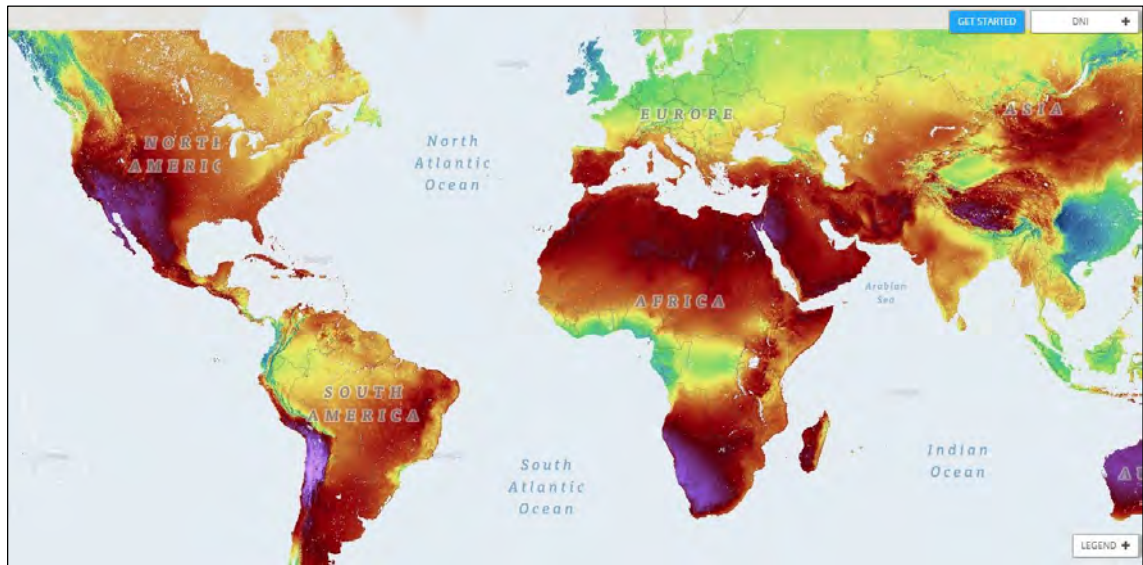 GET STARTED
DNI +
ASIA
EUROPE
NORTH
AMERIC
North
Atlantic
Ocean
Arabian
Sea
AFRICA
SOUTH
AMERICA
Indian
Ocean
South
Atlantic
Ocean
AU
LEGEND +